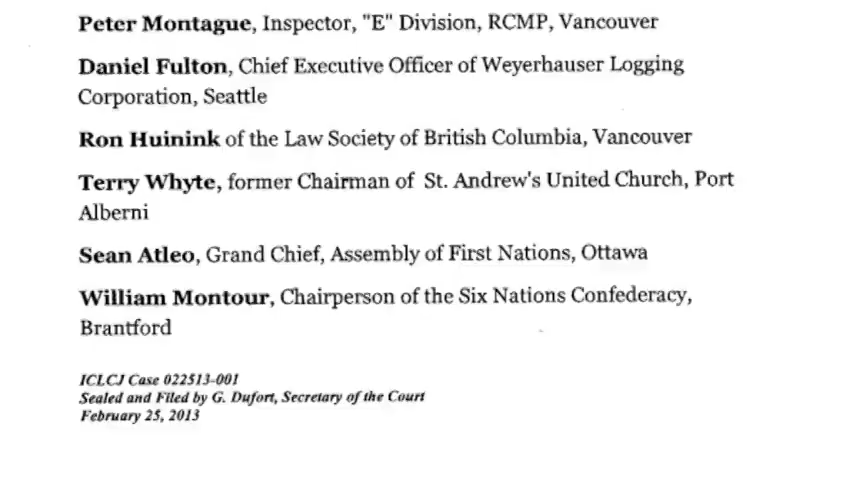 Peter Montague, Inspector, "E" Division, RCMP, Vancouver
Daniel Fulton, Chief Executive Officer of Weyerhauser Logging
Corporation, Seattle
Ron Huinink of the Law Society of British Columbia, Vancouver
Terry Whyte, former Chairman of St. Andrew's United Church, Port
Alberni
Sean Atleo, Grand Chief, Assembly of First Nations, Ottawa
William Montour, Chairperson of the Six Nations Confederacy,
Brantford
ICLCJ Case 022513-001
Sealed and Filed by G. Dufort, Secretary of the Court
February 25, 2013